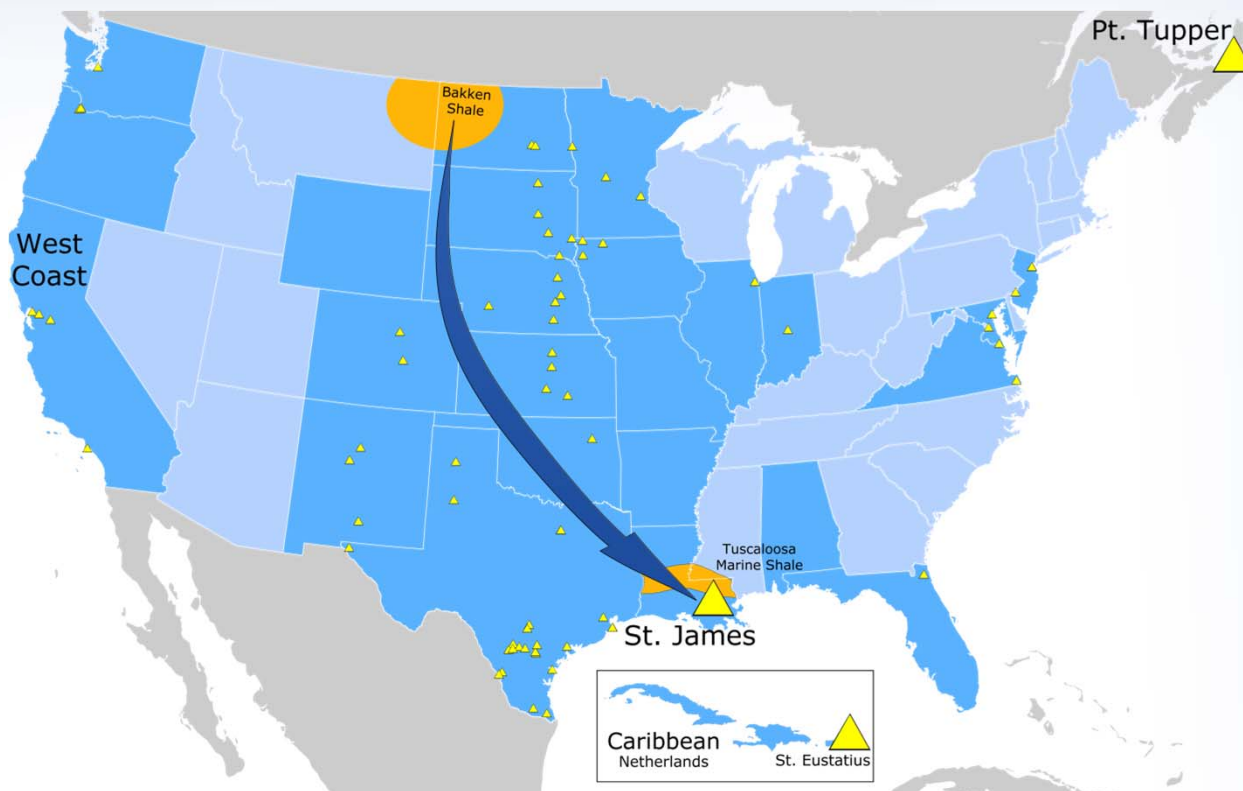 Pt. Tupper
Bakken
Shale
West
Coast
Tuscaloosa
Marine Shale
St. James
Caribbean
Netherlands
St. Eustatius